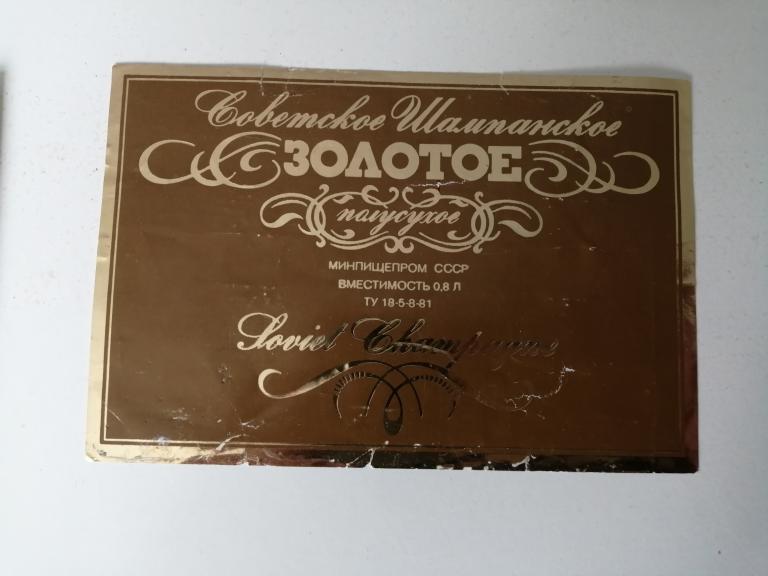 Советское Шампанское
ЗОЛОТОЕ
полусухое
МИНПИЩЕПРОМ СССР
ВМЕСТИМОСТЬ 0,8 Л
ТУ 18-5-8-81
Soviet Champagne